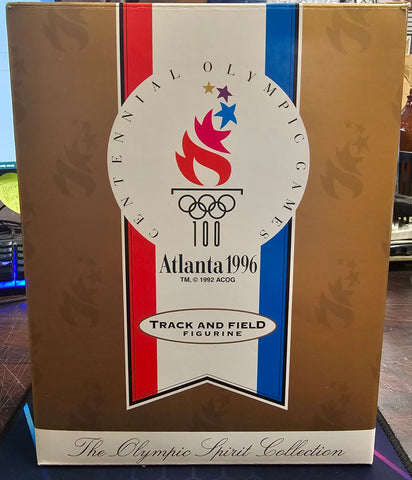 CENTENNIAL OLYMPIC GAMES
100
Atlanta 1996
TM, © 1992 ACOG
TRACK AND FIELD
FIGURINE
The Olympic Spirit Collection